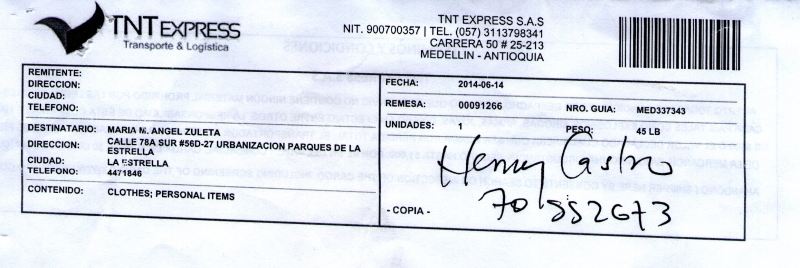 TNT EXPRESS
Transporte & Logística
TNT EXPRESS S.A.S
NIT. 900700357 | TEL. (057) 3113798341
CARRERA 50 # 25-213
MEDELLIN - ANTIOQUIA
REMITENTE:
DIRECCION:
CIUDAD:
TELEFONO:
DESTINATARIO: MARIA M. ANGEL ZULETA
DIRECCION: CALLE 78A SUR #56D-27 URBANIZACION PARQUES DE LA
ESTRELLA
CIUDAD: LA ESTRELLA
TELEFONO: 4471846
CONTENIDO: CLOTHES; PERSONAL ITEMS
FECHA: 2014-06-14
REMESA: 00091266 NRO. GUIA: MED337343
UNIDADES: 1 PESO: 45 LB
Henry Castro
70 552673
- COPIA -